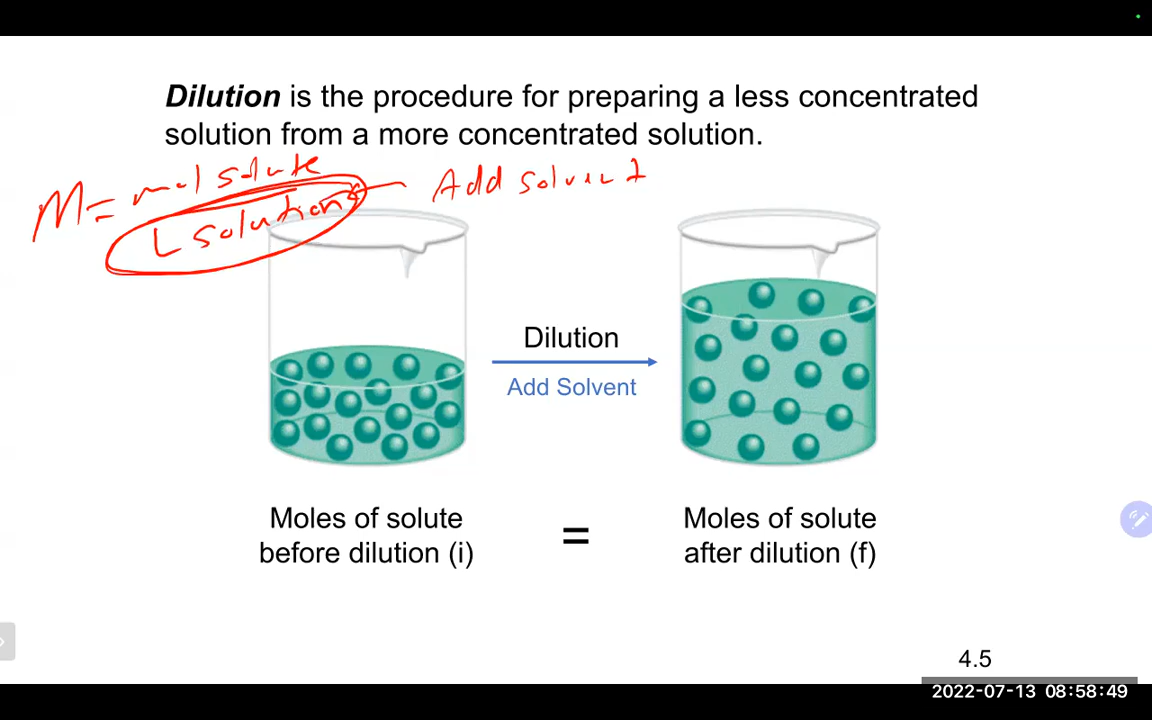 Dilution is the procedure for preparing a less concentrated
solution from a more concentrated solution.
M = mol solute
L solution
Add solvent
Dilution
Add Solvent
Moles of solute
before dilution (i)
=
Moles of solute
after dilution (f)
4.5
2022-07-13 08:58:49